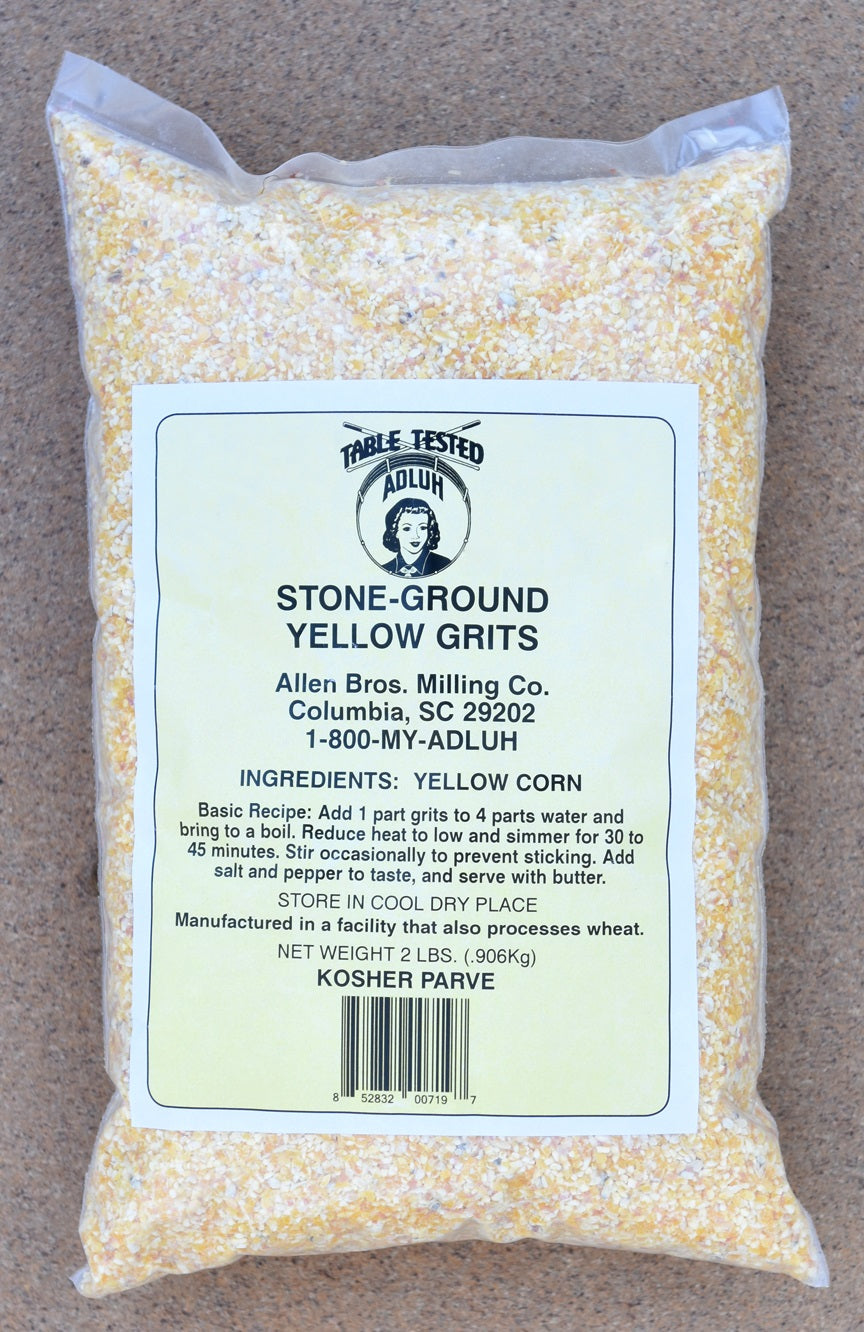 TABLE TESTED
ADLUH
STONE-GROUND
YELLOW GRITS
Allen Bros. Milling Co.
Columbia, SC 29202
1-800-MY-ADLUH
INGREDIENTS: YELLOW CORN
Basic Recipe: Add 1 part grits to 4 parts water and
bring to a boil. Reduce heat to low and simmer for 30 to
45 minutes. Stir occasionally to prevent sticking. Add
salt and pepper to taste, and serve with butter.
STORE IN COOL DRY PLACE
Manufactured in a facility that also processes wheat.
NET WEIGHT 2 LBS. (.906Kg)
KOSHER PARVE
8 52832 00719 7